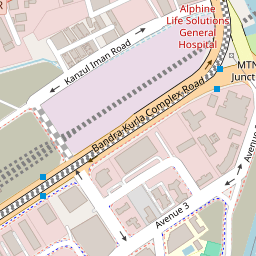 Alphine
Life Solutions
General
Hospital
Kanzul Iman Road
MTN
Junct
Bandra-Kurla Complex Road
Avenue
Avenue 3